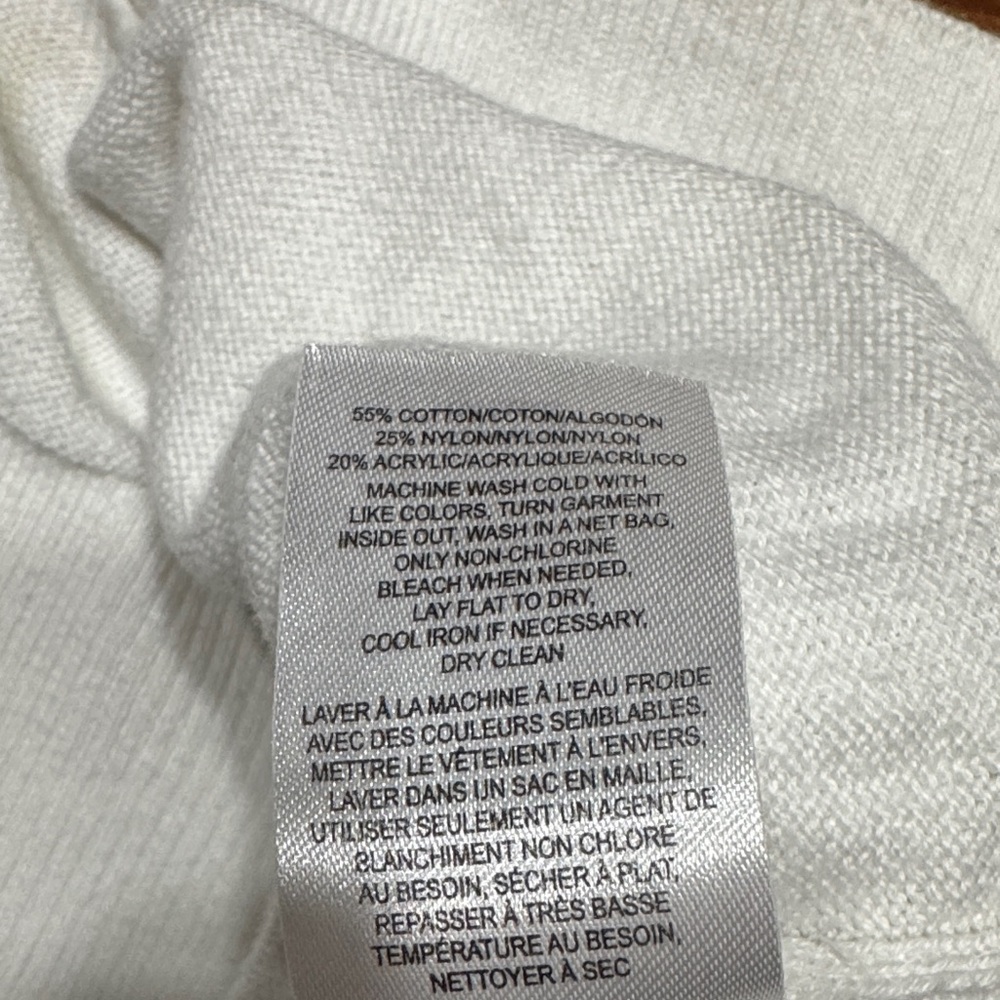 55% COTTON/COTON/ALGODÓN
25% NYLON/NYLON/NYLON
20% ACRYLIC/ACRYLIQUE/ACRÍLICO
MACHINE WASH COLD WITH
LIKE COLORS, TURN GARMENT
INSIDE OUT, WASH IN A NET BAG,
ONLY NON-CHLORINE
BLEACH WHEN NEEDED,
LAY FLAT TO DRY,
COOL IRON IF NECESSARY,
DRY CLEAN
LAVER À LA MACHINE À L'EAU FROIDE
AVEC DES COULEURS SEMBLABLES,
METTRE LE VÊTEMENT À L'ENVERS,
LAVER DANS UN SAC EN MAILLE,
UTILISER SEULEMENT UN AGENT DE
BLANCHIMENT NON CHLORÉ
AU BESOIN, SÉCHER À PLAT,
REPASSER À TRÈS BASSE
TEMPÉRATURE AU BESOIN,
NETTOYER À SEC